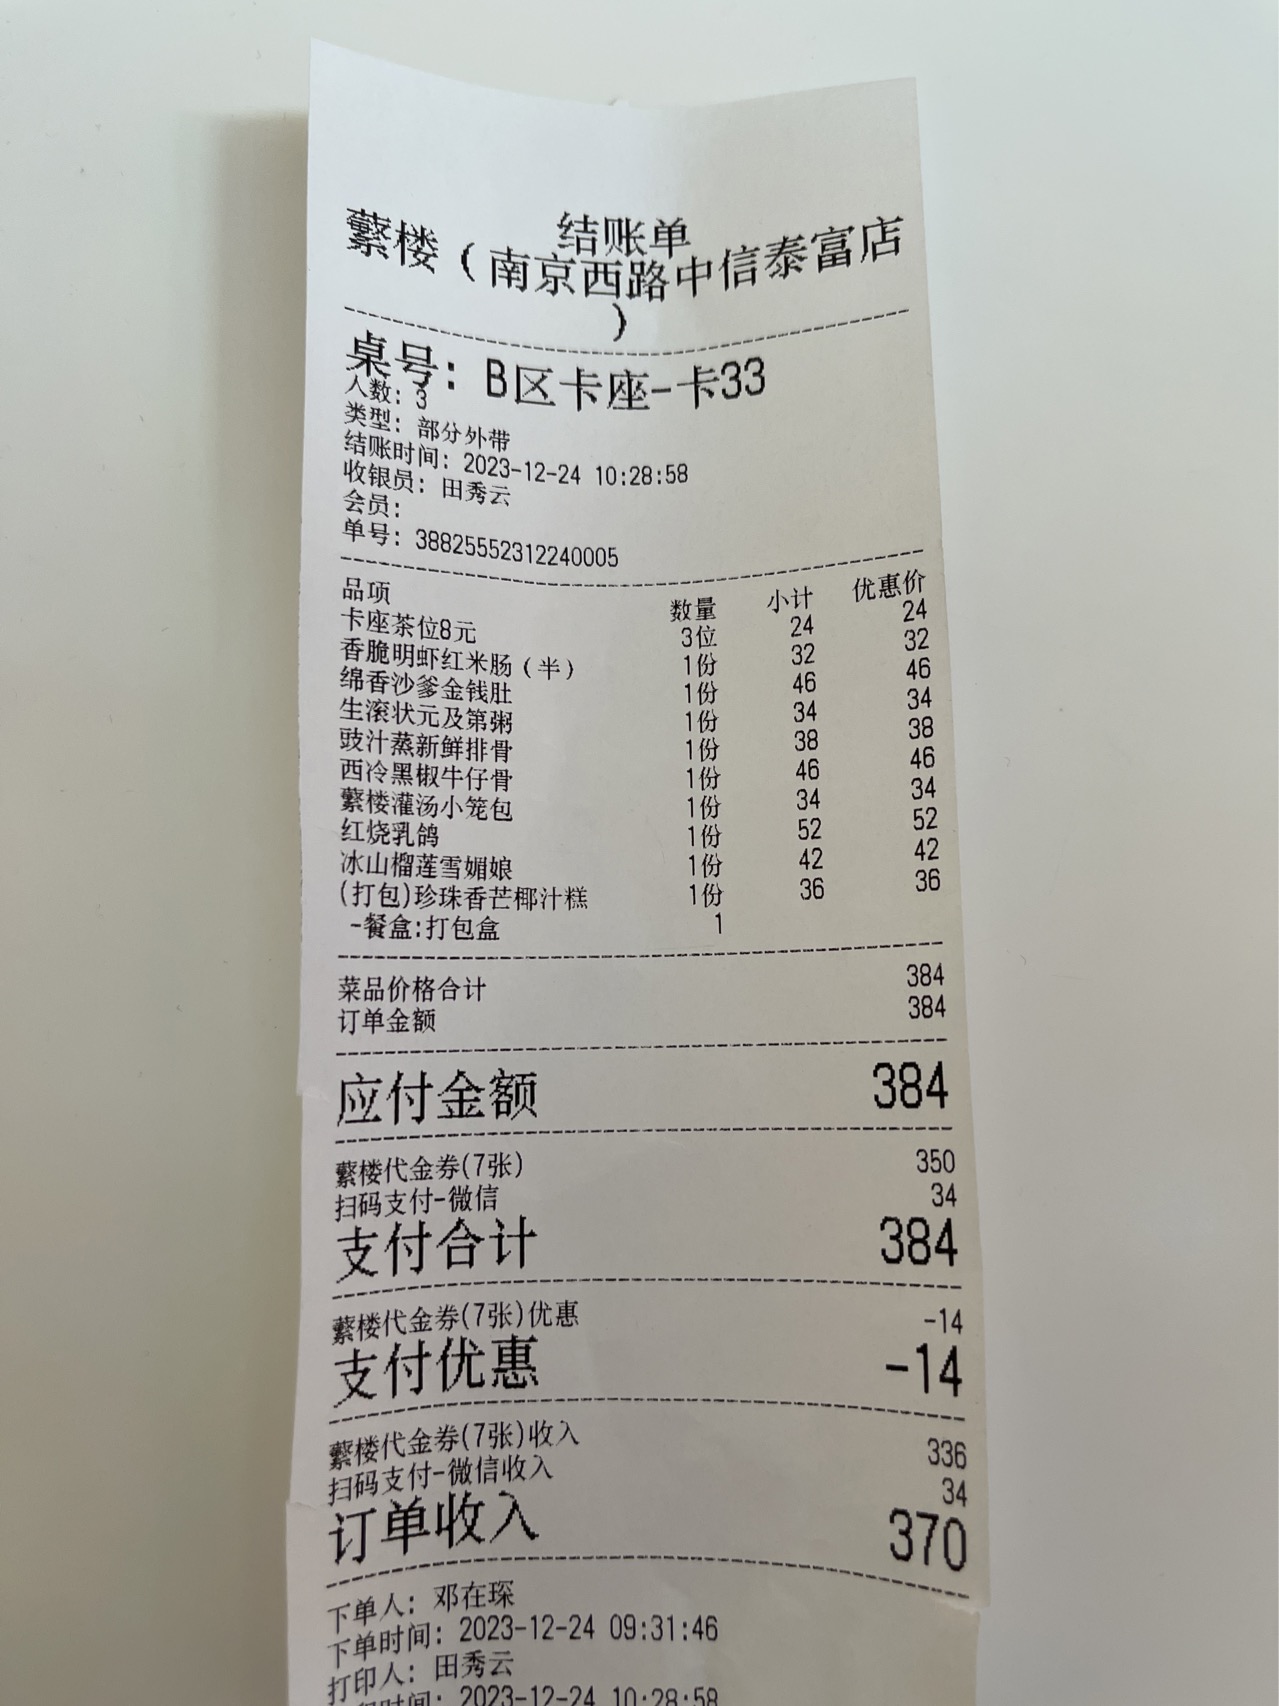 结账单
蘩楼（南京西路中信泰富店
）
桌号: B区卡座-卡33
人数: 3
类型: 部分外带
结账时间: 2023-12-24 10:28:58
收银员: 田秀云
会员:
单号: 38825552312240005
品项 数量 小计 优惠价
卡座茶位8元 3位 24 24
香脆明虾红米肠（半） 1份 32 32
绵香沙爹金钱肚 1份 46 46
生滚状元及第粥 1份 34 34
豉汁蒸新鲜排骨 1份 38 38
西冷黑椒牛仔骨 1份 46 46
蘩楼灌汤小笼包 1份 34 34
红烧乳鸽 1份 52 52
冰山榴莲雪媚娘 1份 42 42
(打包)珍珠香芒椰汁糕 1份 36 36
-餐盒:打包盒 1
菜品价格合计 384
订单金额 384
应付金额 384
蘩楼代金券(7张) 350
扫码支付-微信 34
支付合计 384
蘩楼代金券(7张)优惠 -14
支付优惠 -14
蘩楼代金券(7张)收入 336
扫码支付-微信收入 34
订单收入 370
下单人: 邓在琛
下单时间: 2023-12-24 09:31:46
打印人: 田秀云
时间: 2023-12-24 10:28:58